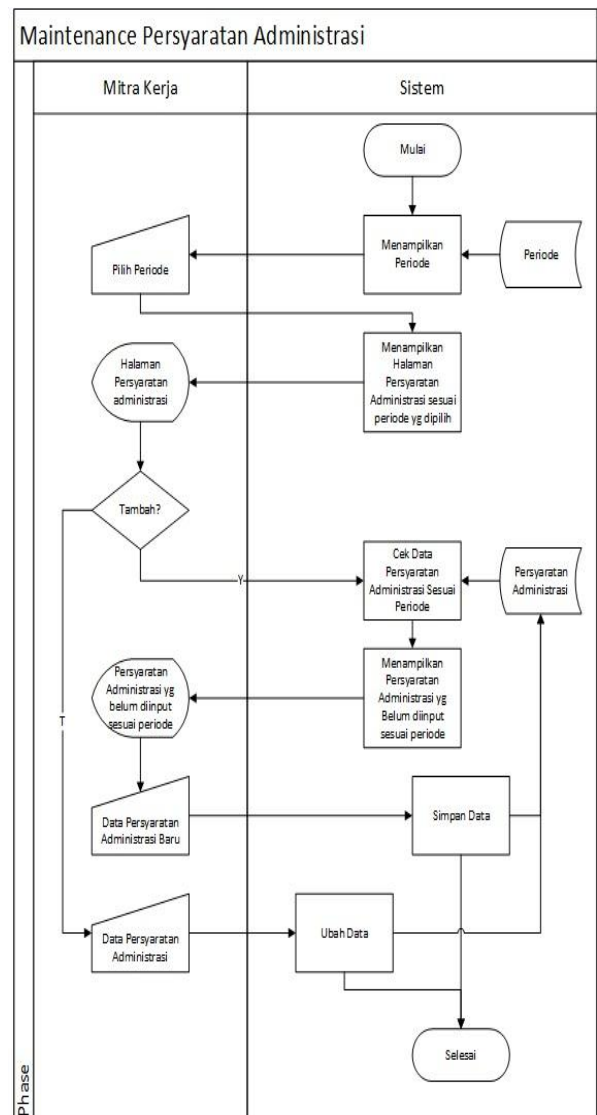 Maintenance Persyaratan Administrasi
Mitra Kerja
Sistem
Mulai
Menampilkan
Periode
Periode
Pilih Periode
Menampilkan
Halaman
Persyaratan
Administrasi sesuai
periode yg dipilih
Halaman
Persyaratan
administrasi
Tambah?
Y
Cek Data
Persyaratan
Administrasi Sesuai
Periode
Persyaratan
Administrasi
Menampilkan
Persyaratan
Administrasi yg
Belum diinput
sesuai periode
Persyaratan
Administrasi yg
belum diinput
sesuai periode
T
Data Persyaratan
Administrasi Baru
Simpan Data
Data Persyaratan
Administrasi
Ubah Data
Selesai
Phase